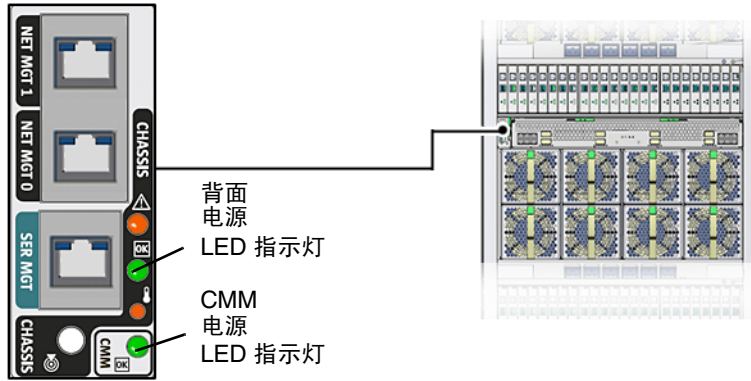 NET MGT 1
NET MGT 0
SER MGT
CHASSIS
OK
CHASSIS
CMM
OK
背面
电源
LED 指示灯
CMM
电源
LED 指示灯